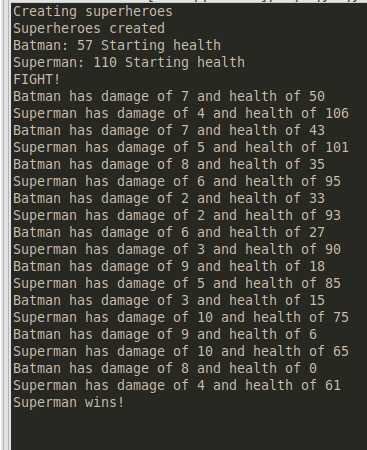 Creating superheroes
Superheroes created
Batman: 57 Starting health
Superman: 110 Starting health
FIGHT!
Batman has damage of 7 and health of 50
Superman has damage of 4 and health of 106
Batman has damage of 7 and health of 43
Superman has damage of 5 and health of 101
Batman has damage of 8 and health of 35
Superman has damage of 6 and health of 95
Batman has damage of 2 and health of 33
Superman has damage of 2 and health of 93
Batman has damage of 6 and health of 27
Superman has damage of 3 and health of 90
Batman has damage of 9 and health of 18
Superman has damage of 5 and health of 85
Batman has damage of 3 and health of 15
Superman has damage of 10 and health of 75
Batman has damage of 9 and health of 6
Superman has damage of 10 and health of 65
Batman has damage of 8 and health of 0
Superman has damage of 4 and health of 61
Superman wins!